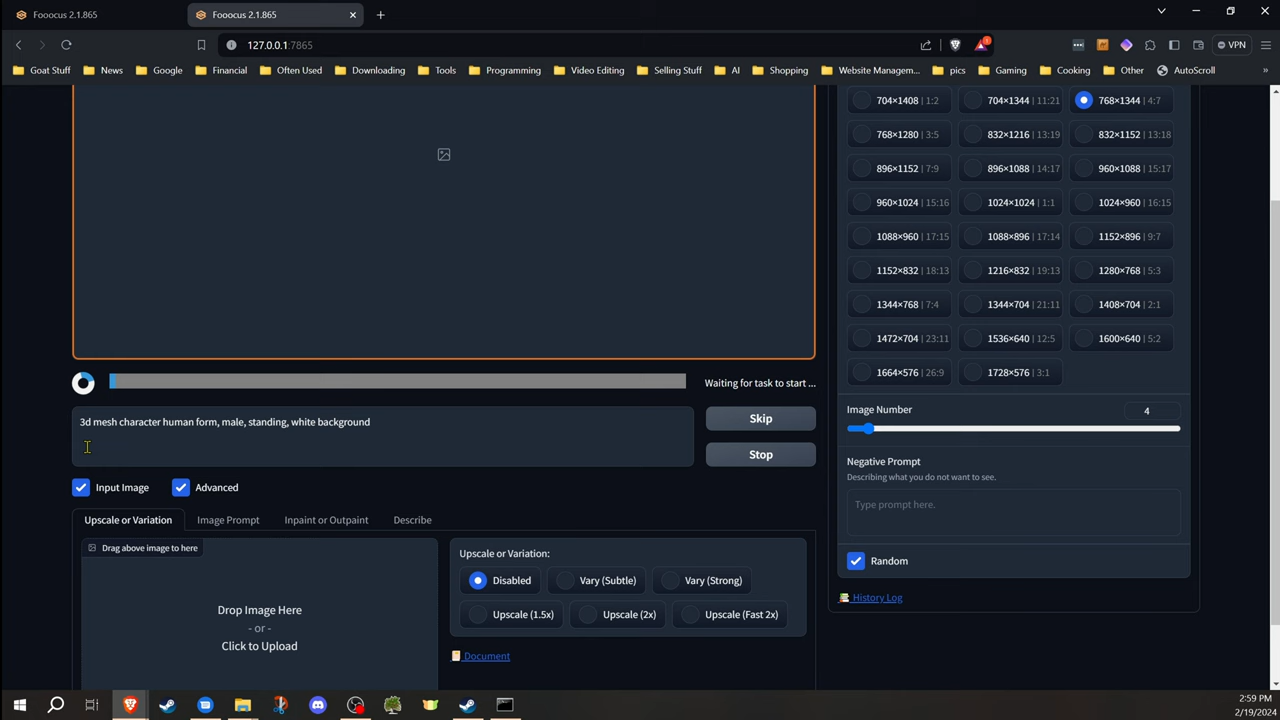 Fooocus 2.1.865
Fooocus 2.1.865
127.0.0.1:7865
1
VPN
Goat Stuff
News
Google
Financial
Often Used
Downloading
Tools
Programming
Video Editing
Selling Stuff
AI
Shopping
Website Managem...
pics
Gaming
Cooking
Other
AutoScroll
704×1408 | 1:2
704×1344 | 11:21
768×1344 | 4:7
768×1280 | 3:5
832×1216 | 13:19
832×1152 | 13:18
896×1152 | 7:9
896×1088 | 14:17
960×1088 | 15:17
960×1024 | 15:16
1024×1024 | 1:1
1024×960 | 16:15
1088×960 | 17:15
1088×896 | 17:14
1152×896 | 9:7
1152×832 | 18:13
1216×832 | 19:13
1280×768 | 5:3
1344×768 | 7:4
1344×704 | 21:11
1408×704 | 2:1
1472×704 | 23:11
1536×640 | 12:5
1600×640 | 5:2
1664×576 | 26:9
1728×576 | 3:1
Waiting for task to start ...
3d mesh character human form, male, standing, white background
Skip
Stop
Image Number
4
Negative Prompt
Describing what you do not want to see.
Type prompt here.
Random
History Log
Input Image
Advanced
Upscale or Variation
Image Prompt
Inpaint or Outpaint
Describe
Drag above image to here
Drop Image Here
- or -
Click to Upload
Upscale or Variation:
Disabled
Vary (Subtle)
Vary (Strong)
Upscale (1.5x)
Upscale (2x)
Upscale (Fast 2x)
Document
2:59 PM
2/19/2024